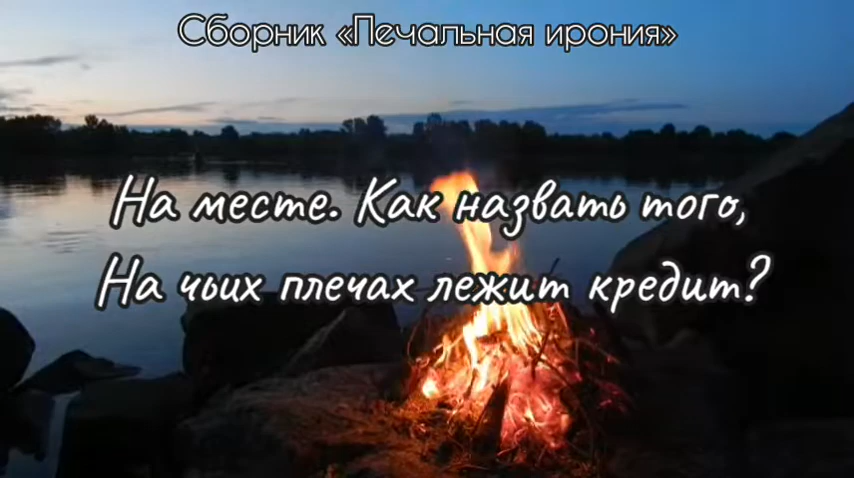 Сборник «Печальная ирония»
На месте. Как назвать того,
На чьих плечах лежит кредит?